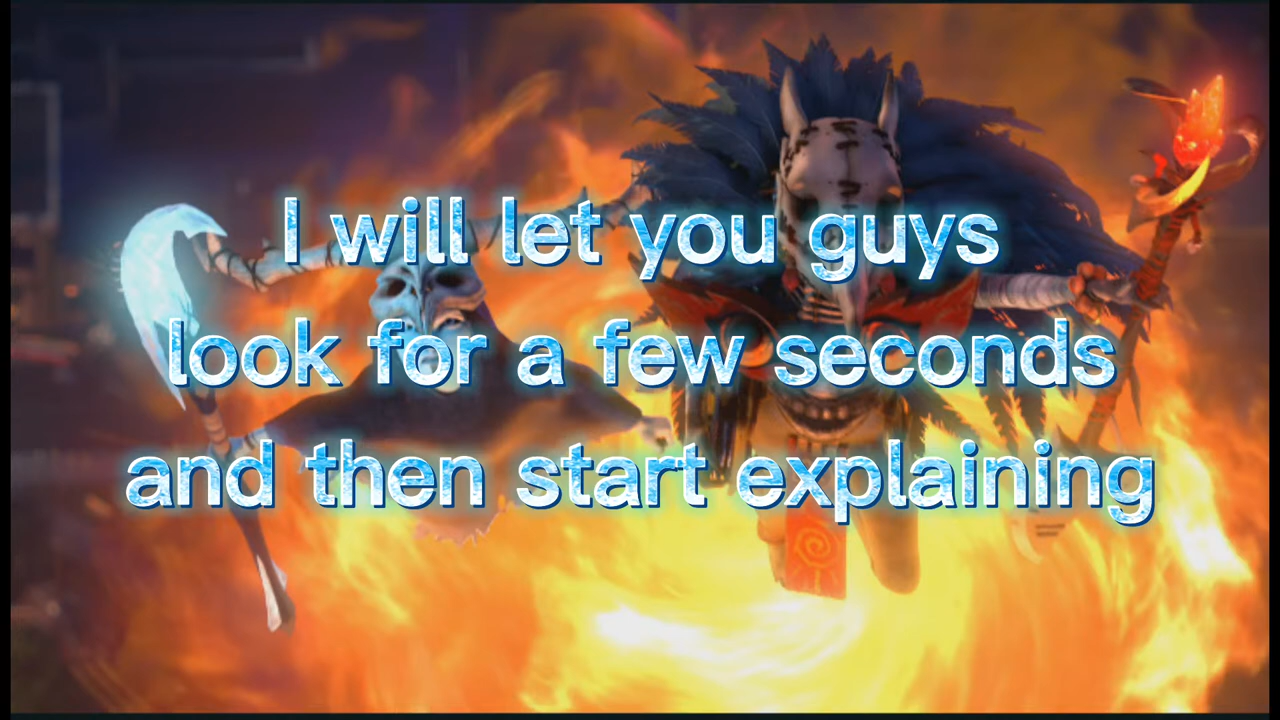 I will let you guys
look for a few seconds
and then start explaining